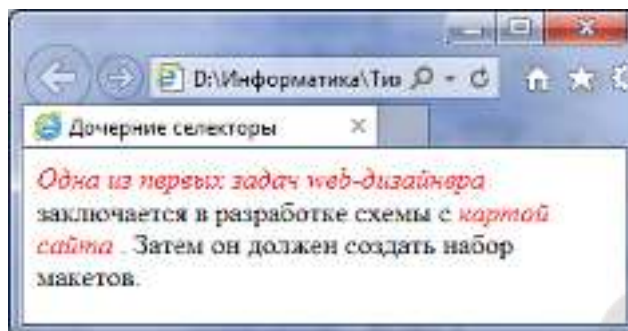 D:\Информатика\Тиз
Дочерние селекторы
Одна из первых задач web-дизайнера
заключается в разработке схемы с картой
сайта . Затем он должен создать набор
макетов.